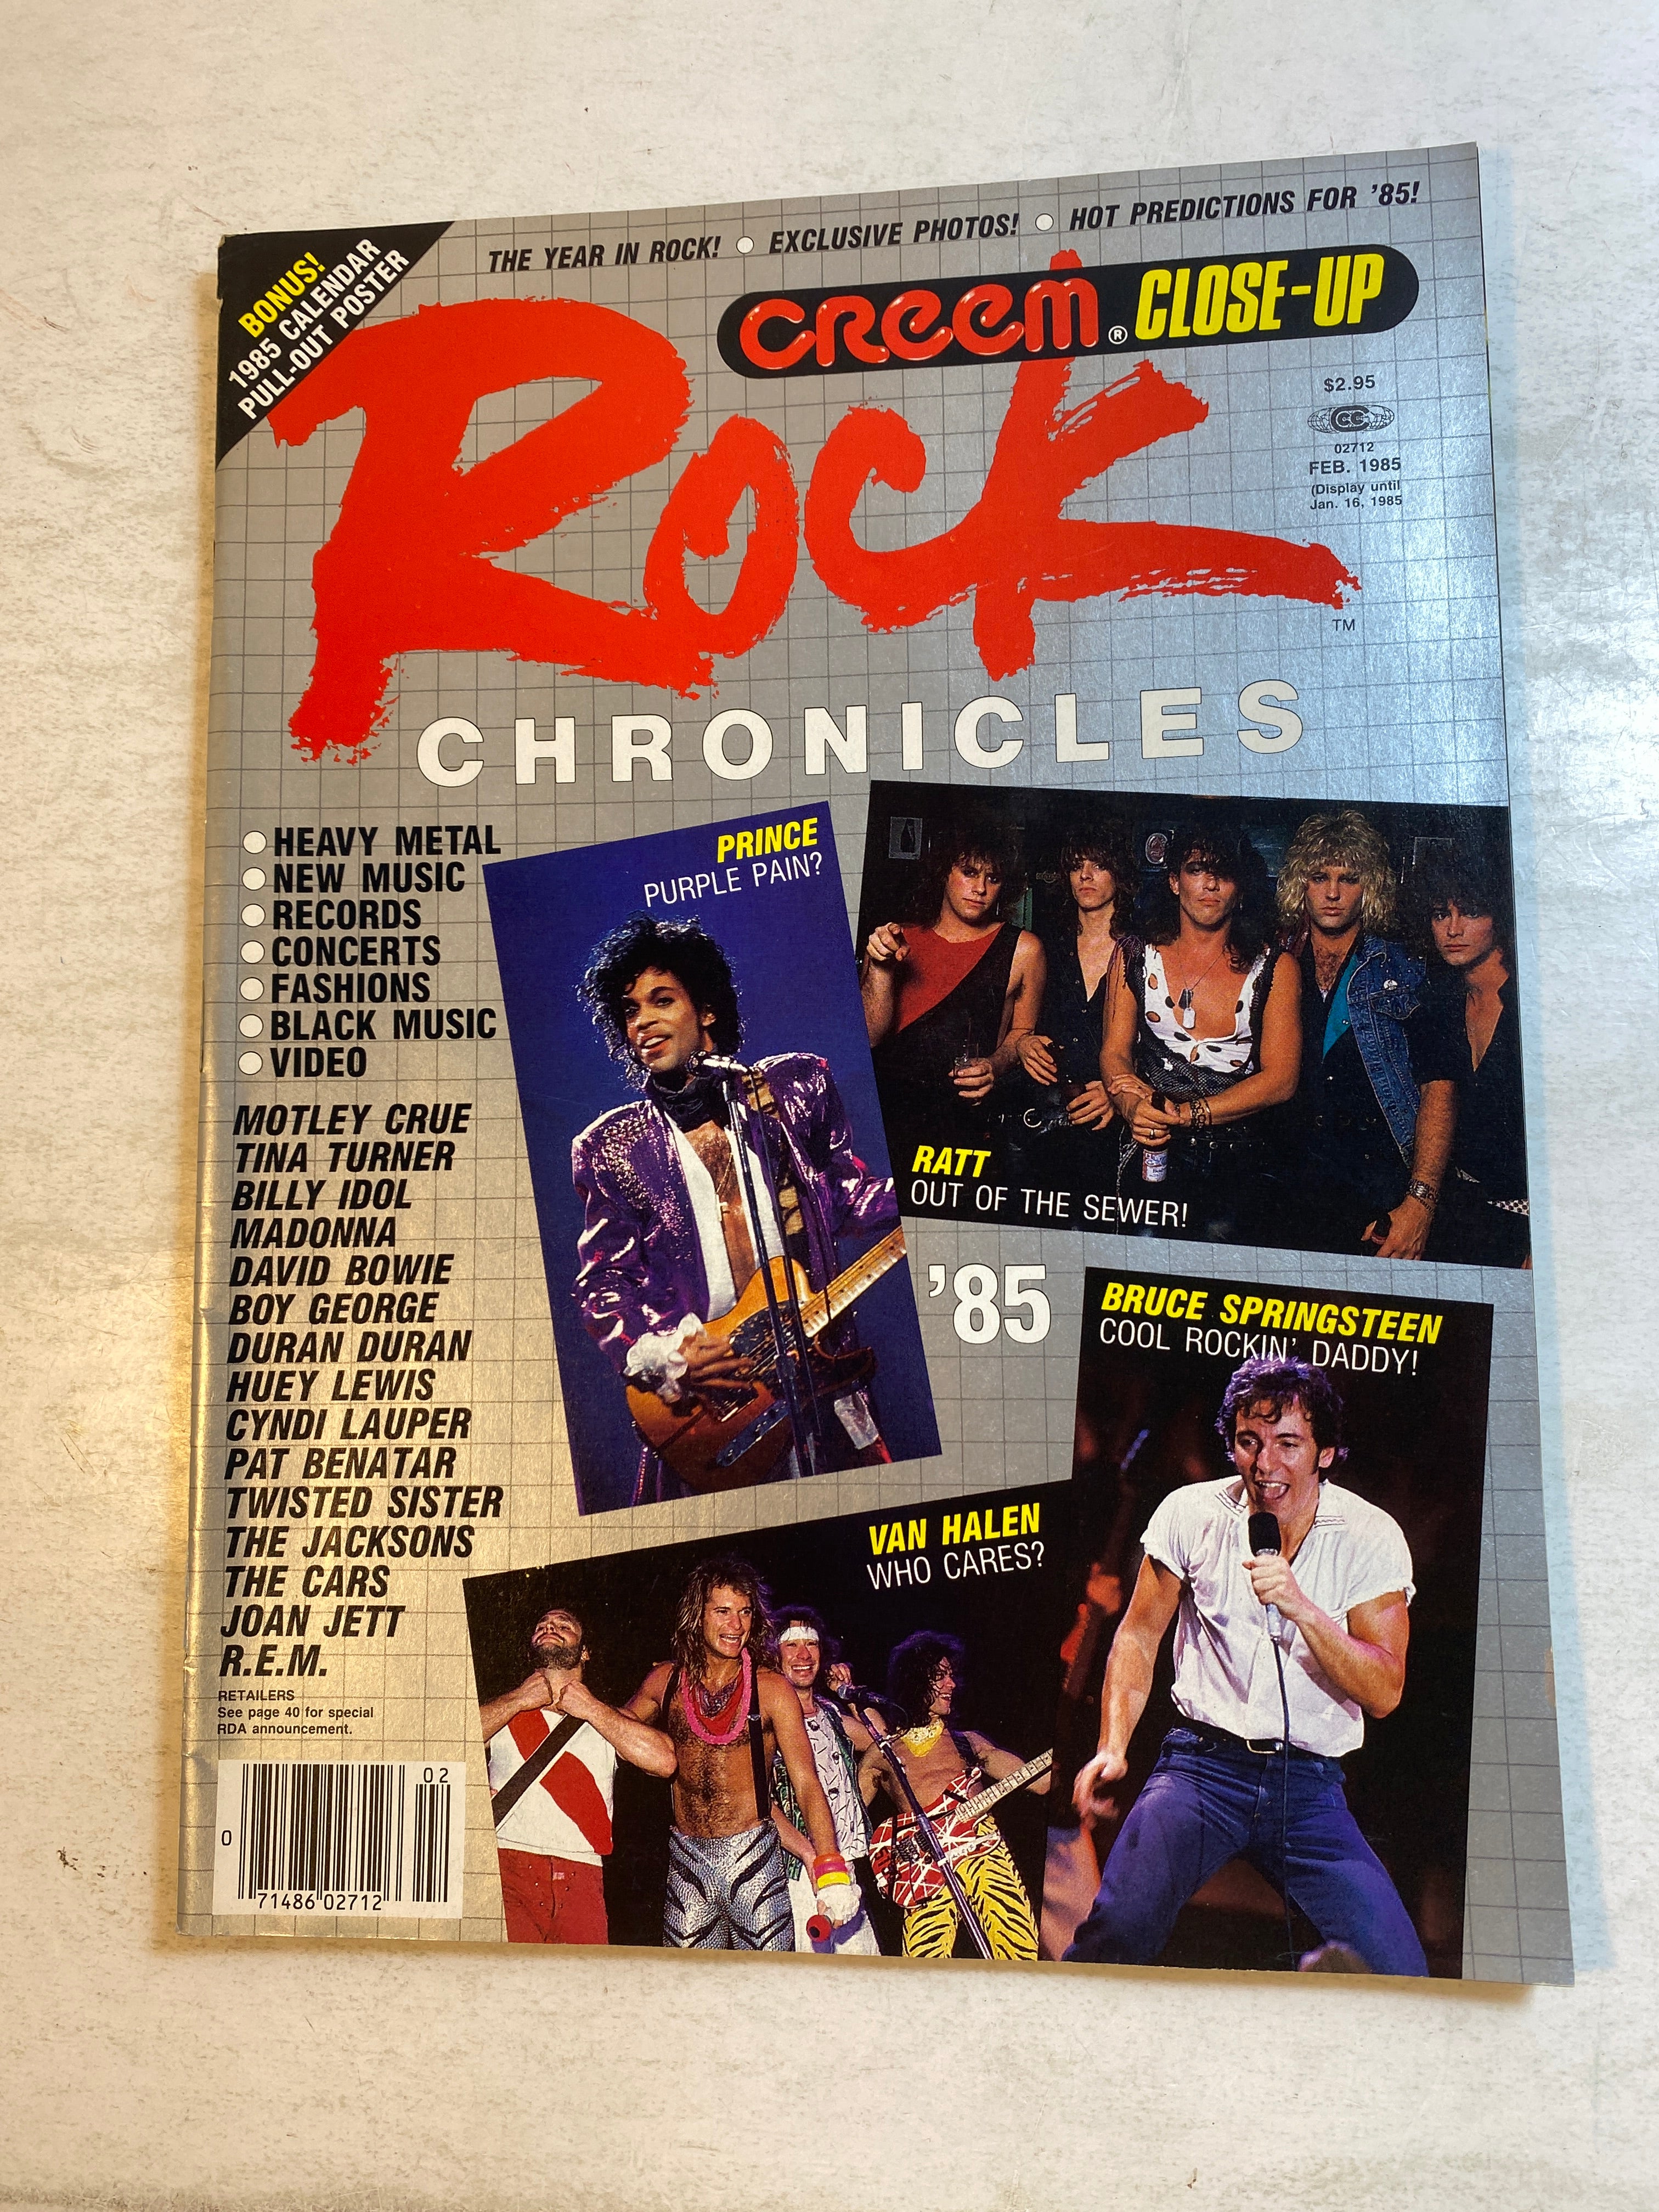 BONUS!
1985 CALENDAR
PULL-OUT POSTER
THE YEAR IN ROCK! ● EXCLUSIVE PHOTOS! ● HOT PREDICTIONS FOR '85!
CREEM® CLOSE-UP
ROCK
TM
CHRONICLES
$2.95
CC
02712
FEB. 1985
(Display until
Jan. 16, 1985
HEAVY METAL
NEW MUSIC
RECORDS
CONCERTS
FASHIONS
BLACK MUSIC
VIDEO
MOTLEY CRUE
TINA TURNER
BILLY IDOL
MADONNA
DAVID BOWIE
BOY GEORGE
DURAN DURAN
HUEY LEWIS
CYNDI LAUPER
PAT BENATAR
TWISTED SISTER
THE JACKSONS
THE CARS
JOAN JETT
R.E.M.
RETAILERS
See page 40 for special
RDA announcement.
PRINCE
PURPLE PAIN?
RATT
OUT OF THE SEWER!
'85
BRUCE SPRINGSTEEN
COOL ROCKIN' DADDY!
VAN HALEN
WHO CARES?
02
0
71486 02712